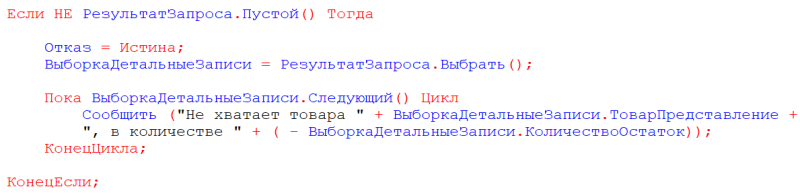 Если НЕ РезультатЗапроса.Пустой() Тогда
Отказ = Истина;
ВыборкаДетальныеЗаписи = РезультатЗапроса.Выбрать();
Пока ВыборкаДетальныеЗаписи.Следующий() Цикл
Сообщить ("Не хватает товара " + ВыборкаДетальныеЗаписи.ТоварПредставление +
", в количестве " + ( - ВыборкаДетальныеЗаписи.КоличествоОстаток));
КонецЦикла;
КонецЕсли;